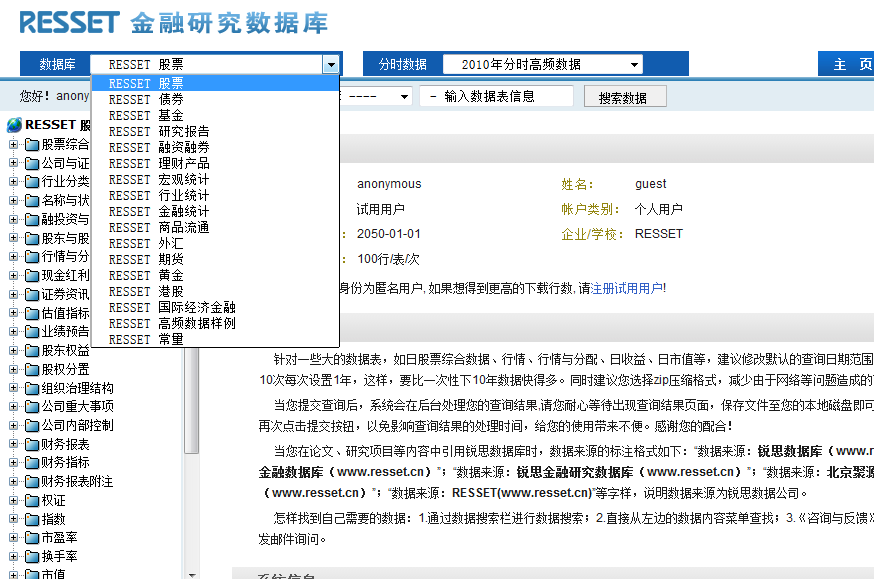 RESSET 金融研究数据库
数据库 RESSET 股票 分时数据 2010年分时高频数据 主 页
您好! anony ---- - 输入数据表信息 搜索数据
RESSET 股票
RESSET 债券
RESSET 基金
RESSET 研究报告
RESSET 融资融券
RESSET 理财产品
RESSET 宏观统计
RESSET 行业统计
RESSET 金融统计
RESSET 商品流通
RESSET 外汇
RESSET 期货
RESSET 黄金
RESSET 港股
RESSET 国际经济金融
RESSET 高频数据样例
RESSET 常量
RESSET 股
股票综合
公司与证
行业分类
名称与状
融投资与
股东与股
行情与分
现金红利
证券资讯
估值指标
业绩预告
股东权益
股权分置
组织治理结构
公司重大事项
公司内部控制
财务报表
财务指标
财务报表附注
权证
指数
市盈率
换手率
市值
anonymous 姓名: guest
试用用户 帐户类别: 个人用户
: 2050-01-01 企业/学校: RESSET
: 100行/表/次
身份为匿名用户, 如果想得到更高的下载行数, 请注册试用用户!
针对一些大的数据表，如日股票综合数据、行情、行情与分配、日收益、日市值等，建议修改默认的查询日期范围
10次每次设置1年，这样，要比一次性下10年数据快得多。同时建议您选择zip压缩格式，减少由于网络等问题造成的
当您提交查询后，系统会在后台处理您的查询结果,请您耐心等待出现查询结果页面，保存文件至您的本地磁盘即可
再次点击提交按钮，以免影响查询结果的处理时间，给您的使用带来不便。感谢您的配合！
当您在论文、研究项目等内容中引用锐思数据库时，数据来源的标注格式如下：“数据来源：锐思数据库（www.r
金融数据库（www.resset.cn）”；“数据来源：锐思金融研究数据库（www.resset.cn）”；“数据来源：北京聚源
（www.resset.cn）”；“数据来源：RESSET(www.resset.cn)”等字样，说明数据来源为锐思数据公司。
怎样找到自己需要的数据：1.通过数据搜索栏进行数据搜索；2.直接从左边的数据内容菜单查找；3.《咨询与反馈》
发邮件询问。
系统信息